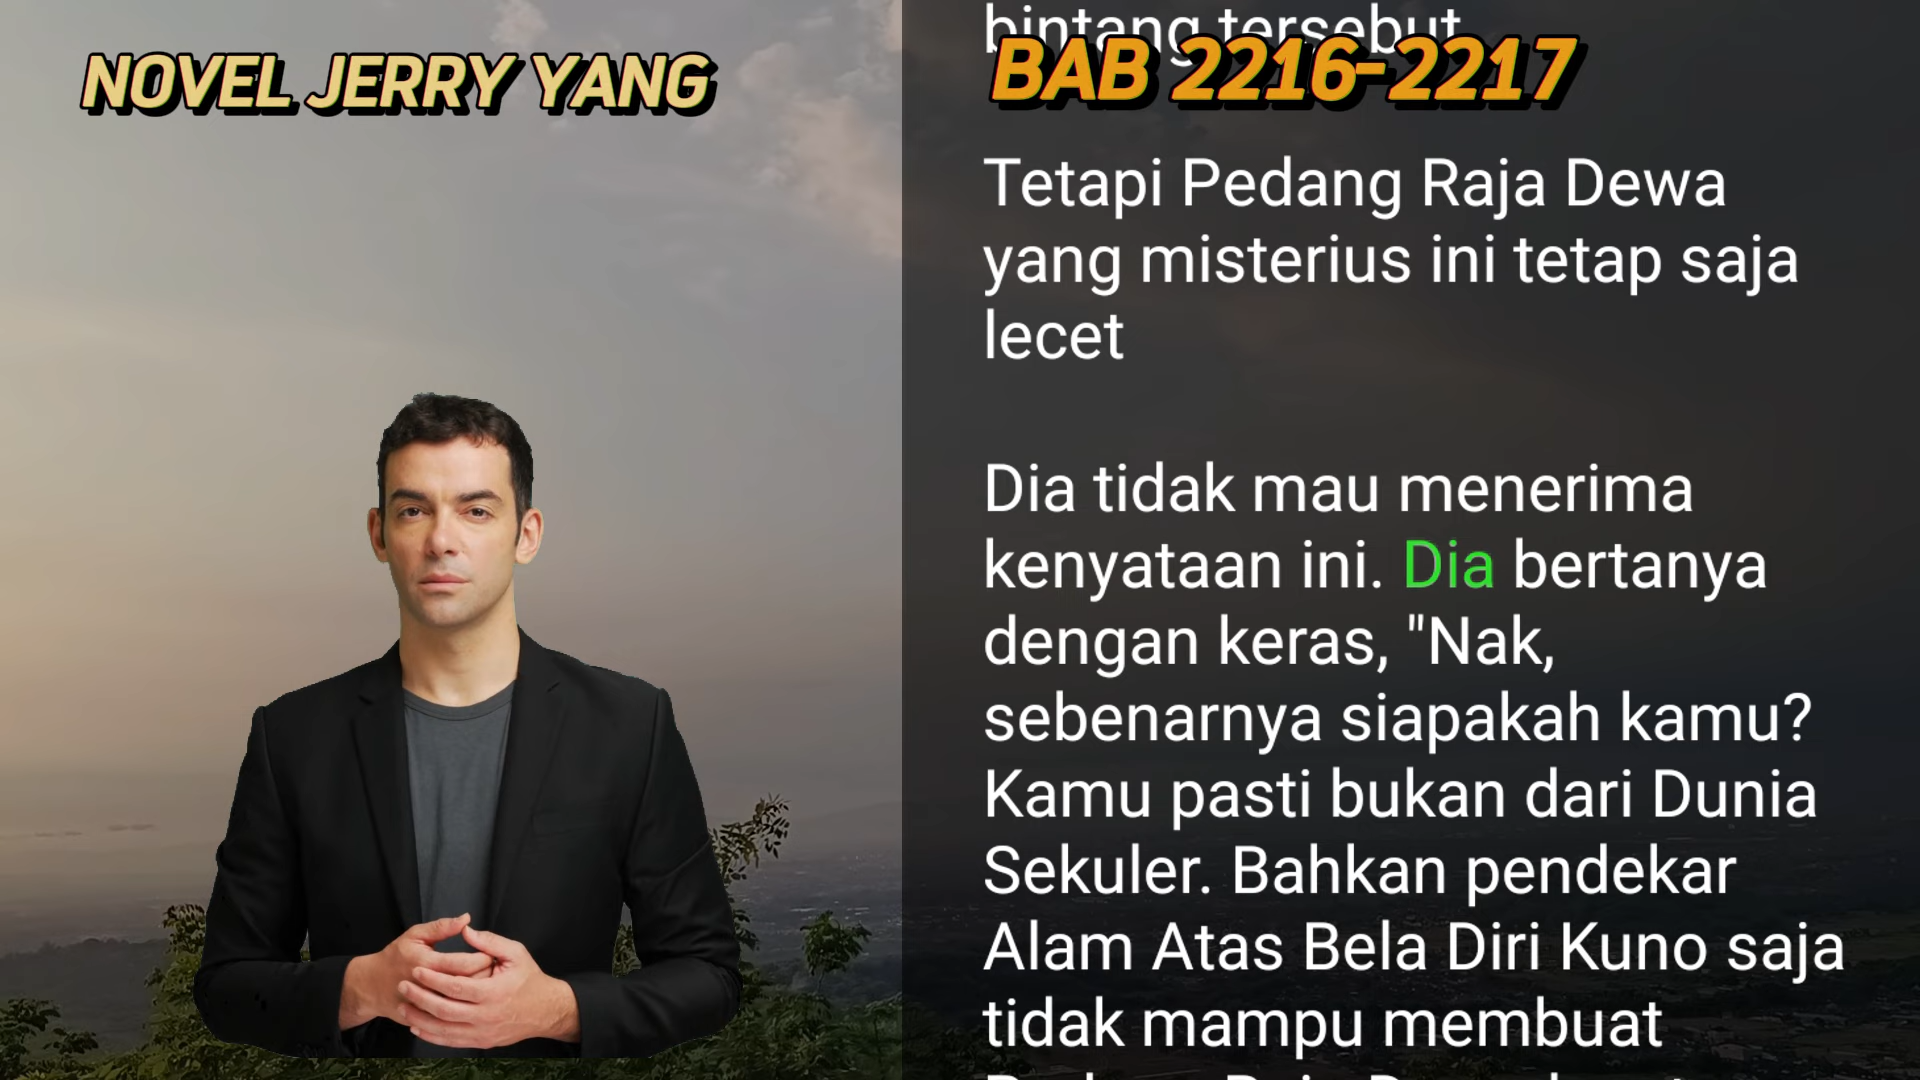 NOVEL JERRY YANG
bintang tersebut
BAB 2216-2217
Tetapi Pedang Raja Dewa
yang misterius ini tetap saja
lecet
Dia tidak mau menerima
kenyataan ini. Dia bertanya
dengan keras, "Nak,
sebenarnya siapakah kamu?
Kamu pasti bukan dari Dunia
Sekuler. Bahkan pendekar
Alam Atas Bela Diri Kuno saja
tidak mampu membuat